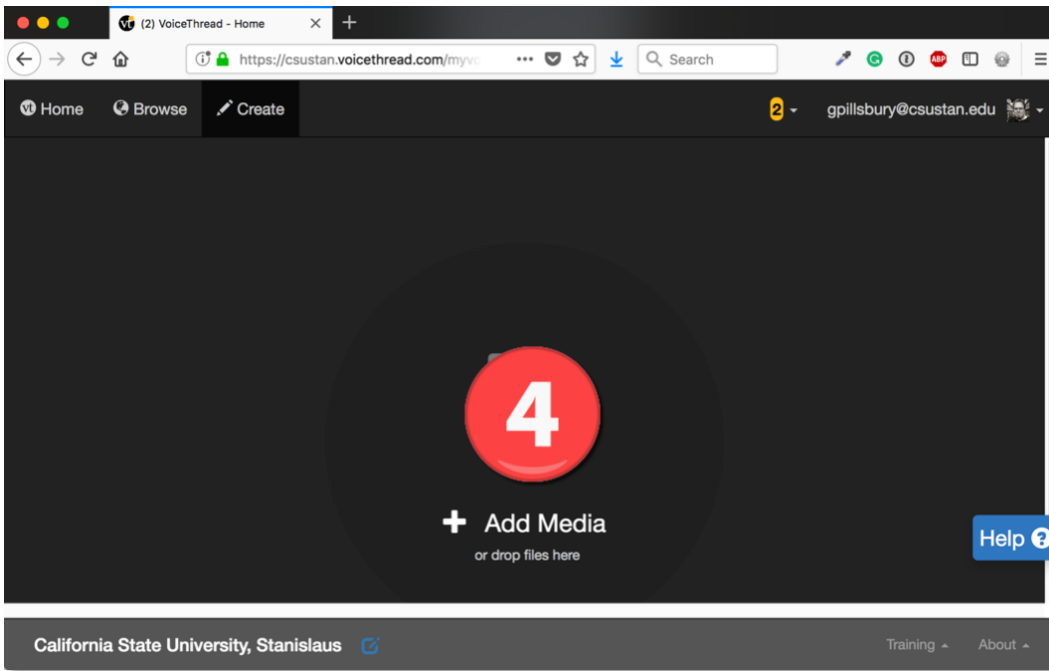 (2) VoiceThread - Home
https://csustan.voicethread.com/myvo
Search
ABP
Home Browse Create 2 gpillsbury@csustan.edu
4
Add Media
or drop files here
Help ?
California State University, Stanislaus Training About